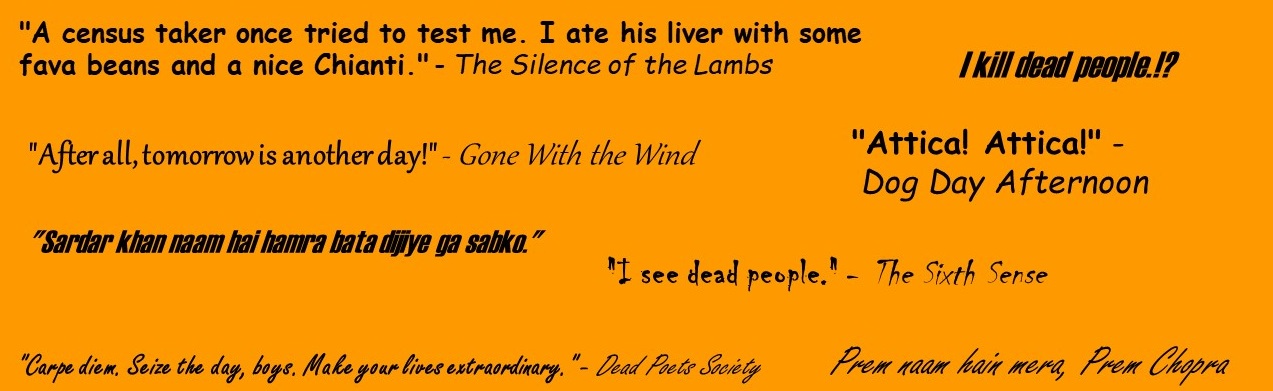 "A census taker once tried to test me. I ate his liver with some
fava beans and a nice Chianti." - The Silence of the Lambs
I kill dead people.!?
"After all, tomorrow is another day!" - Gone With the Wind
"Attica! Attica!" -
Dog Day Afternoon
"Sardar khan naam hai hamra bata dijiye ga sabko."
"I see dead people." - The Sixth Sense
"Carpe diem. Seize the day, boys. Make your lives extraordinary." - Dead Poets Society
Prem naam hain mera, Prem Chopra